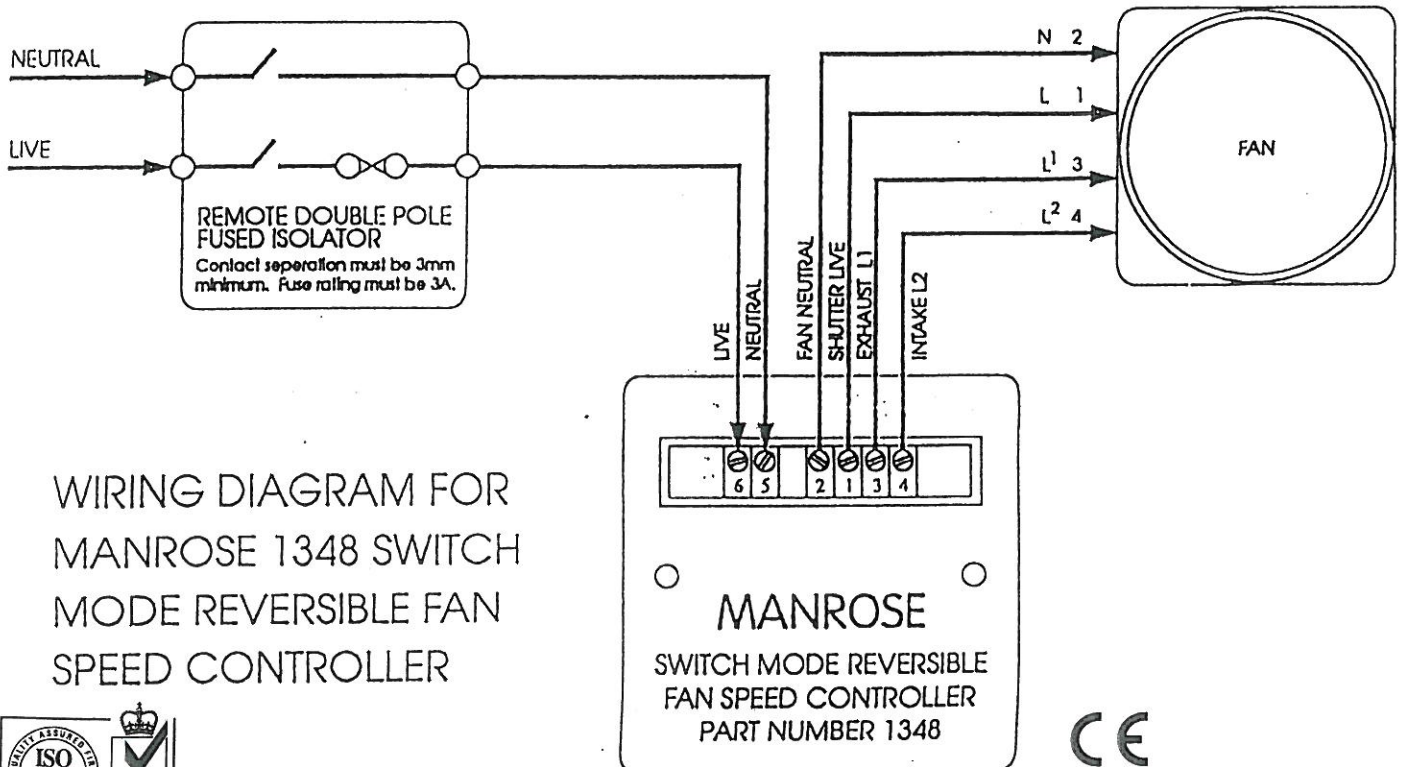 NEUTRAL
LIVE
REMOTE DOUBLE POLE
FUSED ISOLATOR
Contact seperation must be 3mm
minimum. Fuse rating must be 3A.
N 2
L 1
L1 3
L2 4
FAN
LIVE
NEUTRAL
FAN NEUTRAL
SHUTTER LIVE
EXHAUST L1
INTAKE L2
6 5 2 1 3 4
MANROSE
SWITCH MODE REVERSIBLE
FAN SPEED CONTROLLER
PART NUMBER 1348
WIRING DIAGRAM FOR
MANROSE 1348 SWITCH
MODE REVERSIBLE FAN
SPEED CONTROLLER
ASSURED
ISO
CE